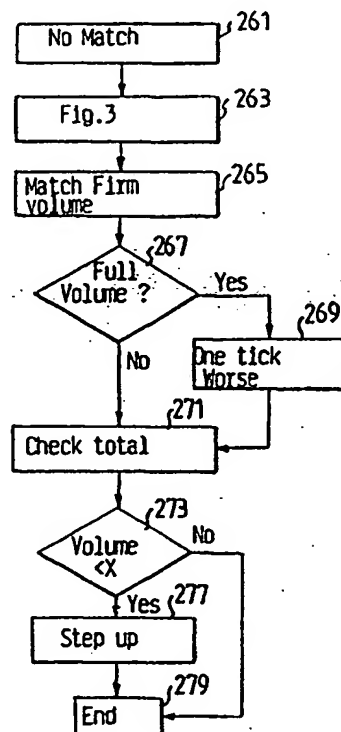 No Match
261
Fig.3
263
Match Firm
volume
265
267
Full
Volume ?
Yes
269
One tick
Worse
No
271
Check total
273
Volume
<X
No
277
Yes
Step up
279
End